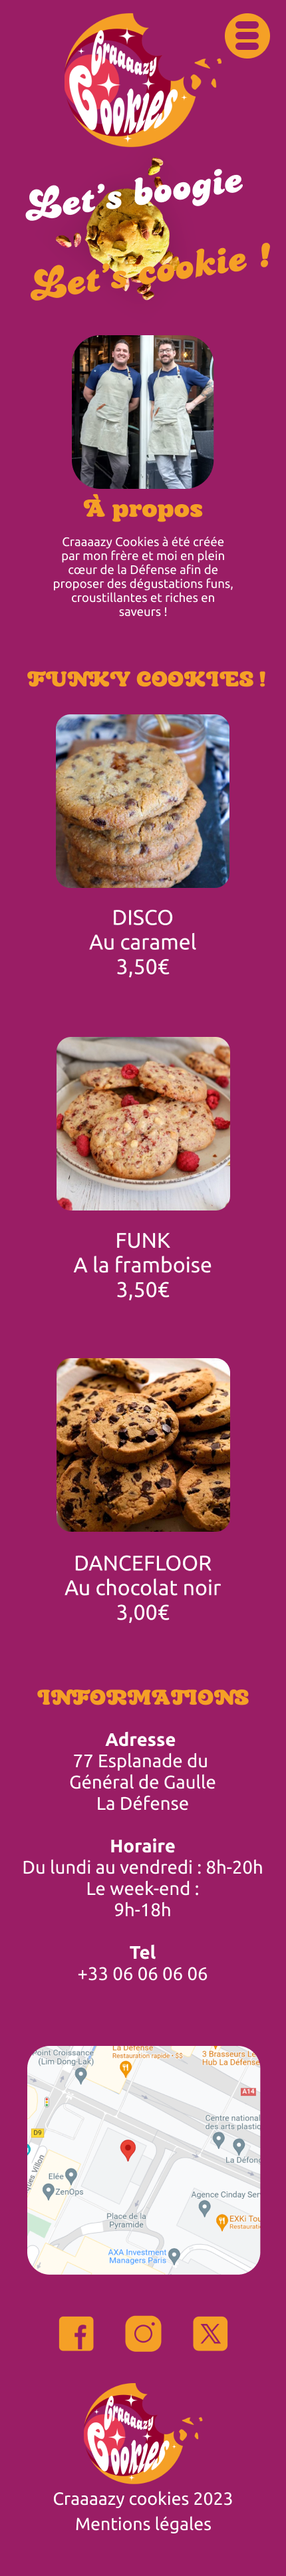 Craaaazy
Cookies
Let's boogie
Let's cookie !
À propos
Craaaazy Cookies à été créée
par mon frère et moi en plein
cœur de la Défense afin de
proposer des dégustations funs,
croustillantes et riches en
saveurs !
FUNKY COOKIES !
DISCO
Au caramel
3,50€
FUNK
A la framboise
3,50€
DANCEFLOOR
Au chocolat noir
3,00€
INFORMATIONS
Adresse
77 Esplanade du
Général de Gaulle
La Défense
Horaire
Du lundi au vendredi : 8h-20h
Le week-end :
9h-18h
Tel
+33 06 06 06 06
La Défense
Restauration rapide • $$
Point Croissance
(Lim Dong-Lak)
3 Brasseurs
Hub La Défense
A14
Centre national
des arts plastic
D9
La Défens
Elée
ZenOps
Agence Cinday Ser
Place de la
Pyramide
EXKi Tou
Restaurati
AXA Investment
Managers Paris
Craaaazy
Cookies
Craaaazy cookies 2023
Mentions légales